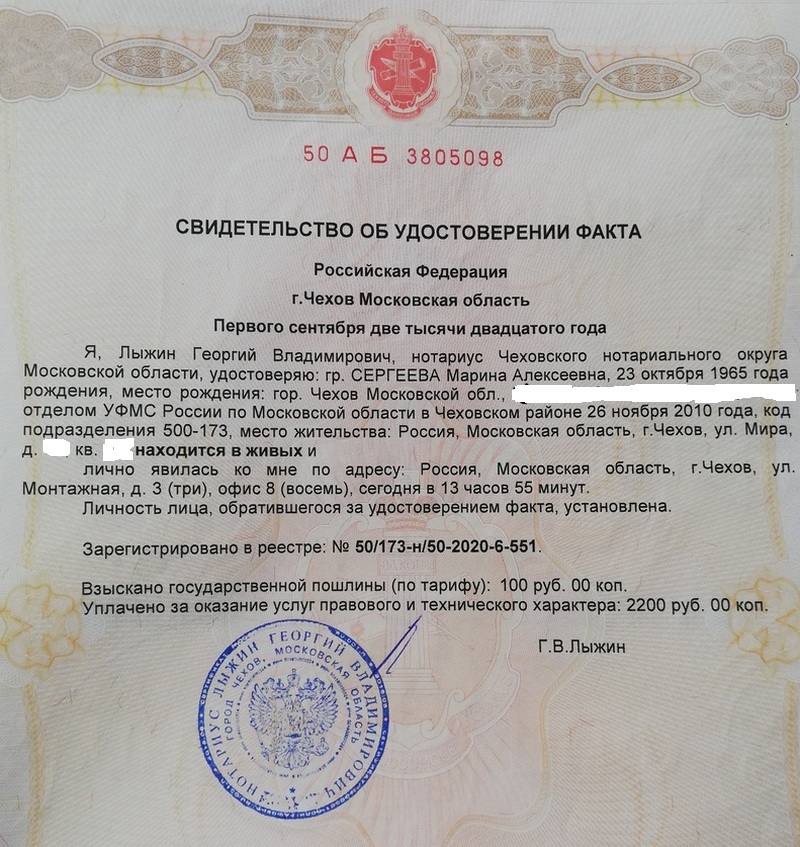 50 АБ 3805098
СВИДЕТЕЛЬСТВО ОБ УДОСТОВЕРЕНИИ ФАКТА
Российская Федерация
г.Чехов Московская область
Первого сентября две тысячи двадцатого года
Я, Лыжин Георгий Владимирович, нотариус Чеховского нотариального округа
Московской области, удостоверяю: гр. СЕРГЕЕВА Марина Алексеевна, 23 октября 1965 года
рождения, место рождения: гор. Чехов Московской обл.,
отделом УФМС России по Московской области в Чеховском районе 26 ноября 2010 года, код
подразделения 500-173, место жительства: Россия, Московская область, г.Чехов, ул. Мира,
д. , кв. находится в живых и
лично явилась ко мне по адресу: Россия, Московская область, г.Чехов, ул.
Монтажная, д. 3 (три), офис 8 (восемь), сегодня в 13 часов 55 минут.
Личность лица, обратившегося за удостоверением факта, установлена.
Зарегистрировано в реестре: № 50/173-н/50-2020-6-551.
Взыскано государственной пошлины (по тарифу): 100 руб. 00 коп.
Уплачено за оказание услуг правового и технического характера: 2200 руб. 00 коп.
Г.В.Лыжин
НОТАРИУС ЛЫЖИН ГЕОРГИЙ ВЛАДИМИРОВИЧ
ГОРОД ЧЕХОВ, МОСКОВСКАЯ ОБЛАСТЬ